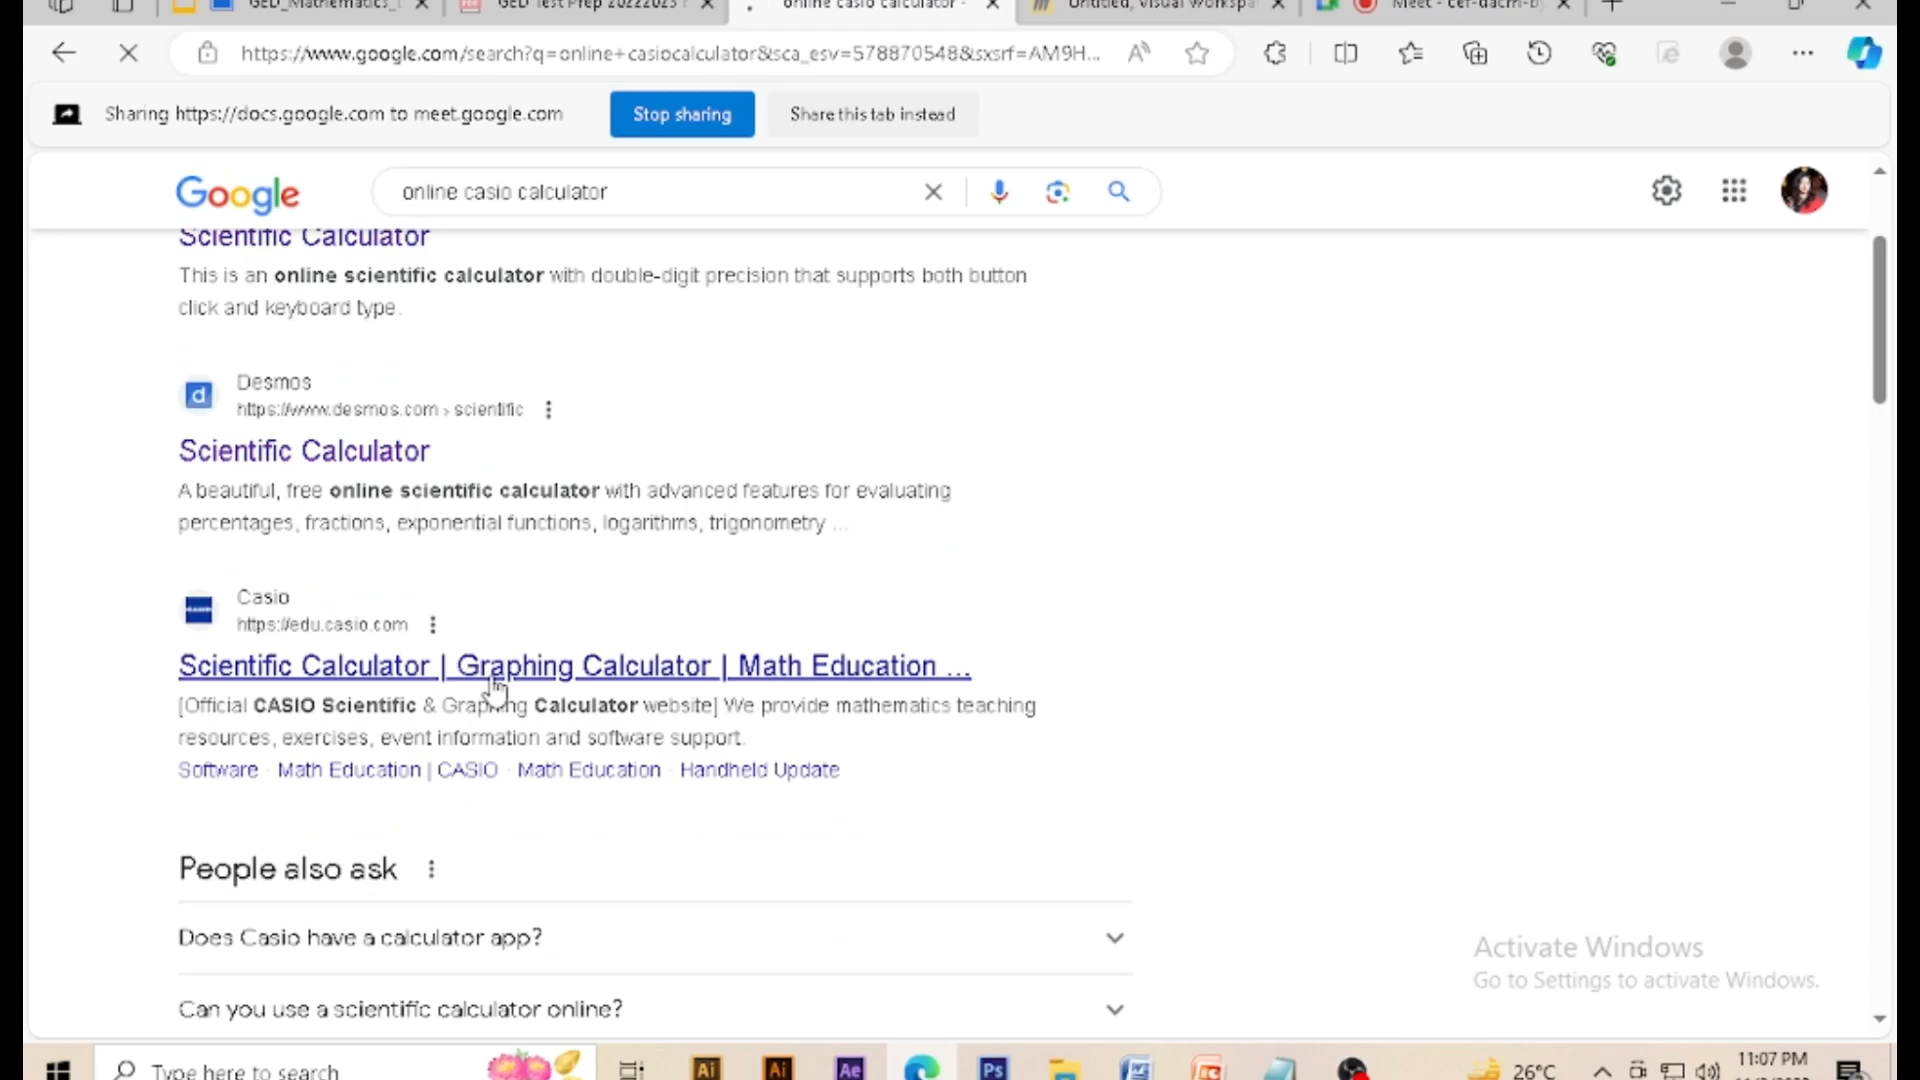 GED_Mathematics_
GED Test Prep 20222023
online casio calculator -
Untitled, Visual Workspa
Meet - cef-dacm-b
https://www.google.com/search?q=online+casiocalculator&sca_esv=578870548&sxsrf=AM9H...
Sharing https://docs.google.com to meet.google.com
Stop sharing
Share this tab instead
Google
online casio calculator
Scientific Calculator
This is an online scientific calculator with double-digit precision that supports both button
click and keyboard type.
Desmos
https://www.desmos.com › scientific
Scientific Calculator
A beautiful, free online scientific calculator with advanced features for evaluating
percentages, fractions, exponential functions, logarithms, trigonometry ...
Casio
https://edu.casio.com
Scientific Calculator | Graphing Calculator | Math Education ...
[Official CASIO Scientific & Graphing Calculator website] We provide mathematics teaching
resources, exercises, event information and software support.
Software · Math Education | CASIO · Math Education · Handheld Update
People also ask
Does Casio have a calculator app?
Can you use a scientific calculator online?
Activate Windows
Go to Settings to activate Windows.
Type here to search
Ai
Ai
Ae
Ps
26°C
11:07 PM